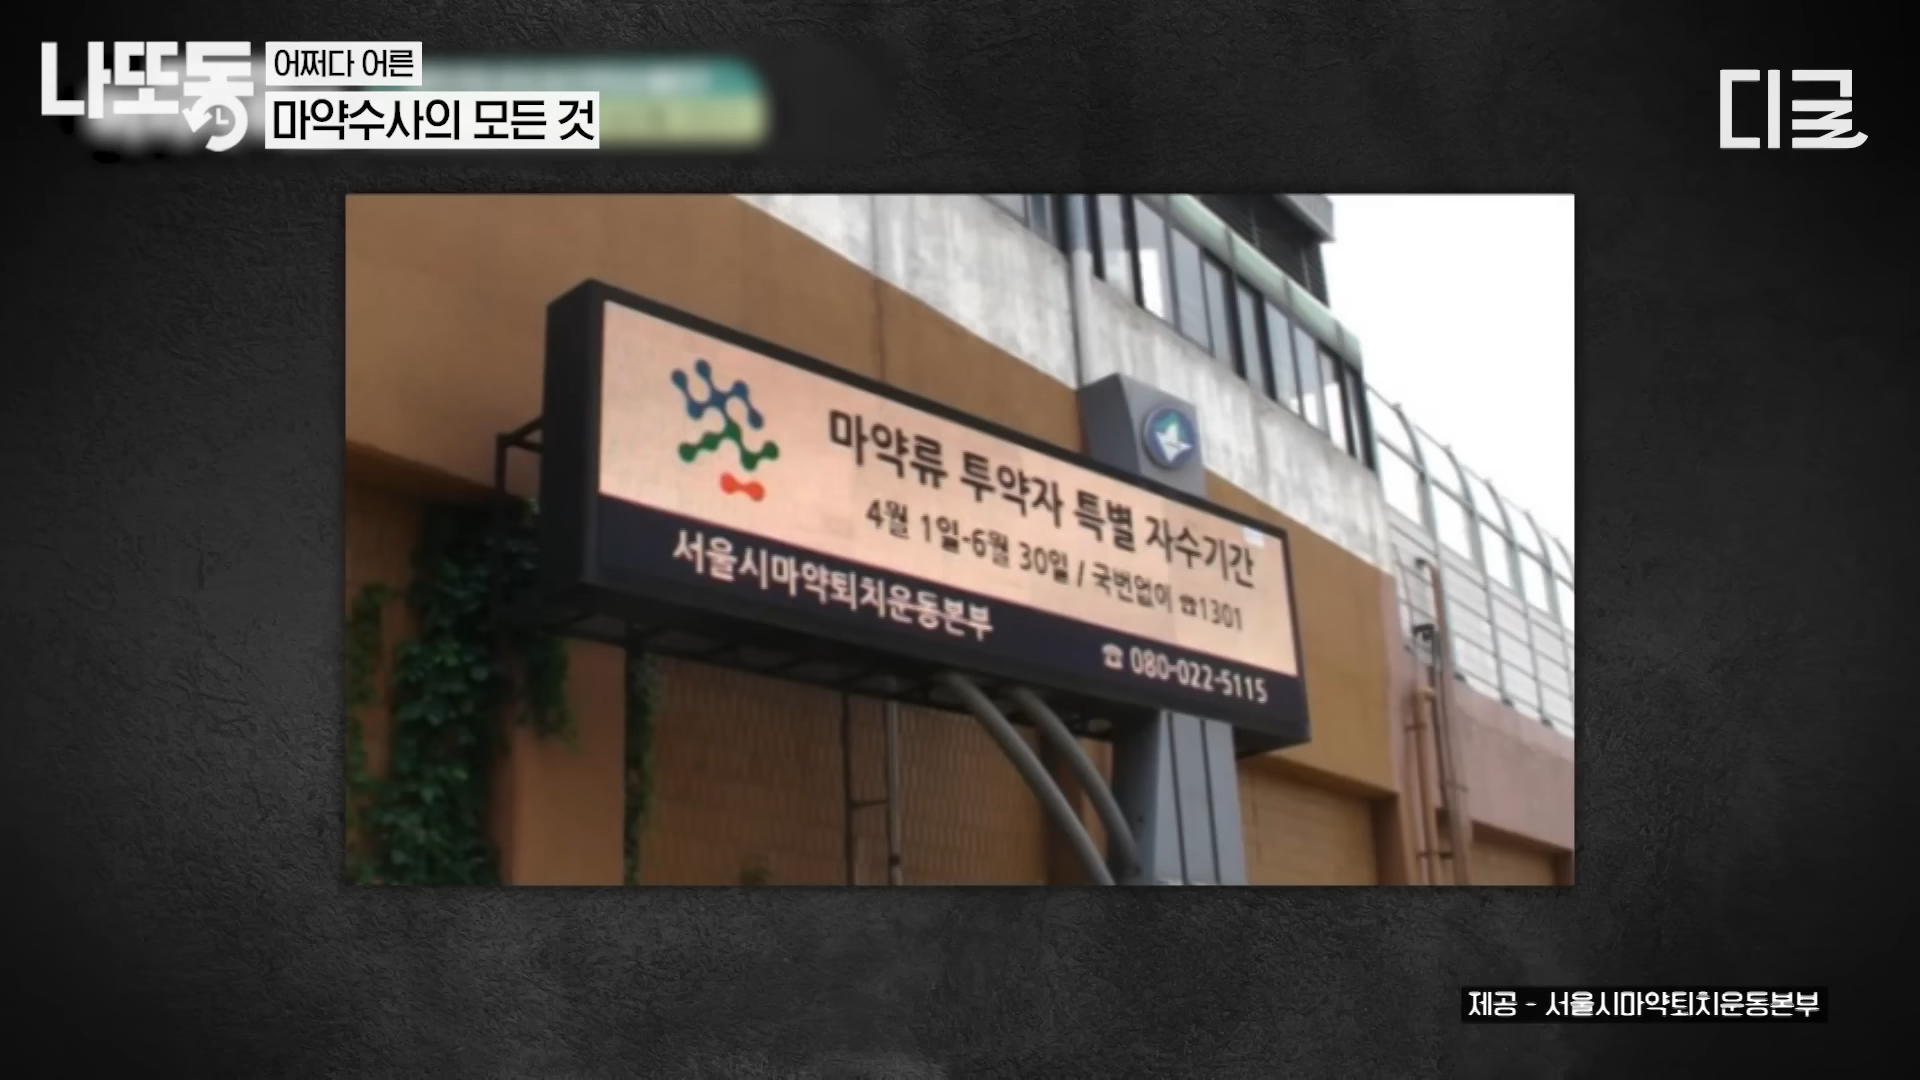 나또동
어쩌다 어른
마약수사의 모든 것
디글
마약류 투약자 특별 자수기간
4월 1일-6월 30일 / 국번없이 ☎1301
서울시마약퇴치운동본부
☎ 080-022-5115
제공 - 서울시마약퇴치운동본부